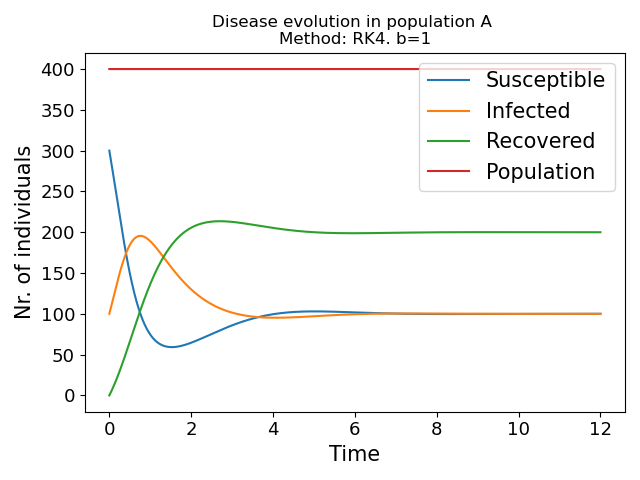 Disease evolution in population A
Method: RK4. b=1
400
350
300
250
200
150
100
50
0
Nr. of individuals
Susceptible
Infected
Recovered
Population
0 2 4 6 8 10 12
Time